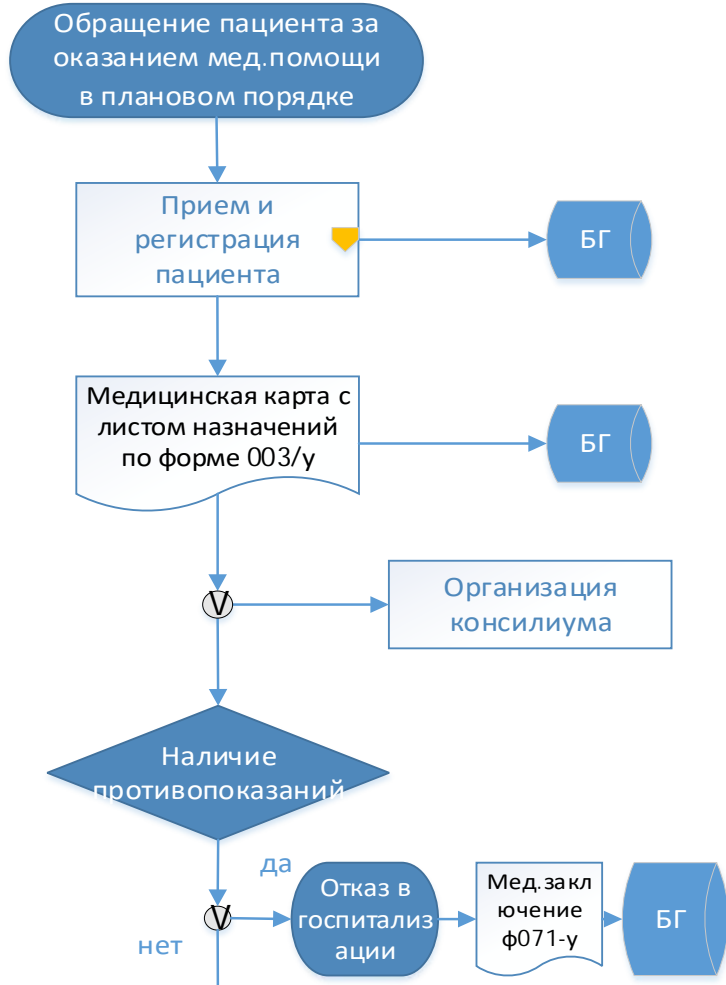 Обращение пациента за
оказанием мед.помощи
в плановом порядке
Прием и
регистрация
пациента
БГ
Медицинская карта с
листом назначений
по форме 003/у
БГ
V
Организация
консилиума
Наличие
противопоказаний
да
V
нет
Отказ в
госпитализ
ации
Мед.закл
ючение
ф071-у
БГ